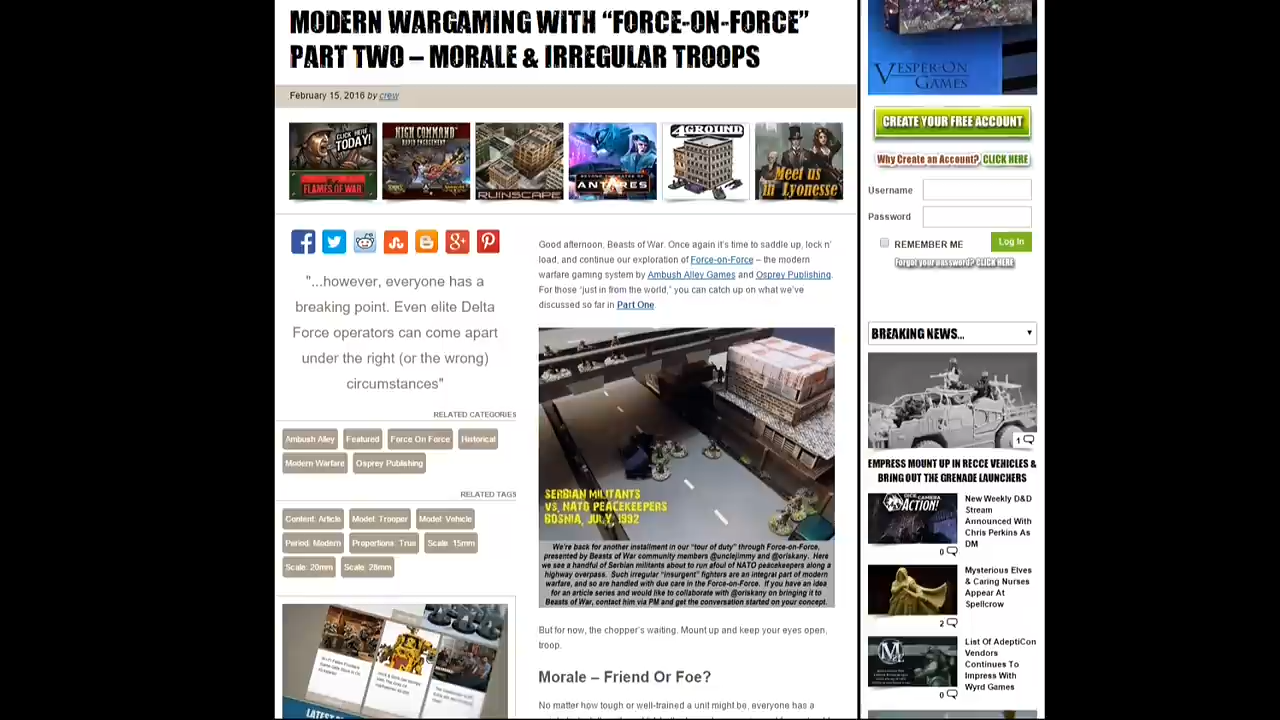 MODERN WARGAMING WITH “FORCE-ON-FORCE”
PART TWO – MORALE & IRREGULAR TROOPS
February 15, 2016 by crew
CLICK HERE TODAY!
FLAMES OF WAR
HIGH COMMAND
RAPID ENGAGEMENT
RUINSCAPE
ANTARES
4GROUND
Meet us
in Lyonesse
"...however, everyone has a
breaking point. Even elite Delta
Force operators can come apart
under the right (or the wrong)
circumstances"
RELATED CATEGORIES
Ambush Alley
Featured
Force On Force
Historical
Modern Warfare
Osprey Publishing
RELATED TAGS
Content: Article
Model: Trooper
Model: Vehicle
Period: Modern
Proportions: True
Scale: 15mm
Scale: 20mm
Scale: 28mm
Good afternoon, Beasts of War. Once again it’s time to saddle up, lock n’
load, and continue our exploration of Force-on-Force – the modern
warfare gaming system by Ambush Alley Games and Osprey Publishing.
For those “just in from the world,” you can catch up on what we’ve
discussed so far in Part One.
SERBIAN MILITANTS
VS. NATO PEACEKEEPERS
BOSNIA, JULY, 1992
We're back for another installment in our “tour of duty” through Force-on-Force,
presented by Beasts of War community members @unclejimmy and @oriskany. Here
we see a handful of Serbian militants about to run afoul of NATO peacekeepers along a
highway overpass. Such irregular “insurgent” fighters are an integral part of modern
warfare, and so are handled with due care in the Force-on-Force. If you have an idea
for an article series and would like to collaborate with @oriskany on bringing it to
Beasts of War, contact him via PM and get the conversation started on your concept.
But for now, the chopper’s waiting. Mount up and keep your eyes open,
troop.
Morale – Friend Or Foe?
No matter how tough or well-trained a unit might be, everyone has a
VESPER-ON
GAMES
CREATE YOUR FREE ACCOUNT
Why Create an Account? CLICK HERE
Username
Password
REMEMBER ME
Log In
Forgot your password? CLICK HERE
BREAKING NEWS...
1
EMPRESS MOUNT UP IN RECCE VEHICLES &
BRING OUT THE GRENADE LAUNCHERS
DICE CAMERA
ACTION!
New Weekly D&D
Stream
Announced With
Chris Perkins As
DM
0
Mysterious Elves
& Caring Nurses
Appear At
Spellcrow
2
List Of AdeptiCon
Vendors
Continues To
Impress With
Wyrd Games
0